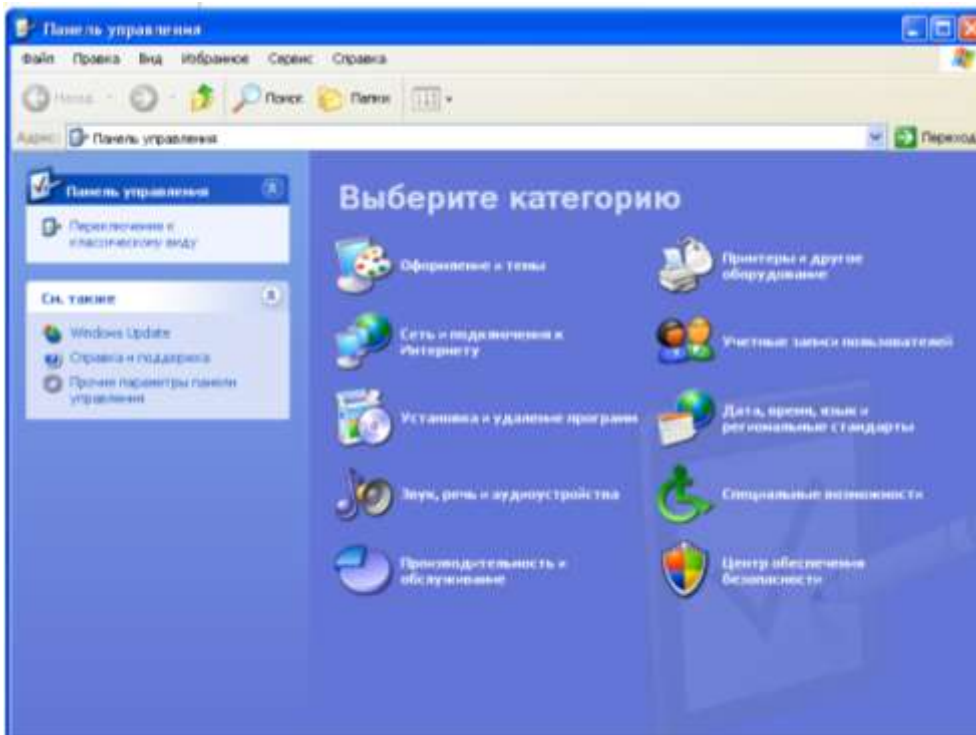 Панель управления
Файл Правка Вид Избранное Сервис Справка
Назад Поиск Папки
Адрес: Панель управления Переход
Панель управления
Переключение к
классическому виду
См. также
Windows Update
Справка и поддержка
Прочие параметры панели
управления
Выберите категорию
Оформление и темы
Принтеры и другое
оборудование
Сеть и подключения к
Интернету
Учетные записи пользователей
Установка и удаление программ
Дата, время, язык и
региональные стандарты
Звук, речь и аудиоустройства
Специальные возможности
Производительность и
обслуживание
Центр обеспечения
безопасности